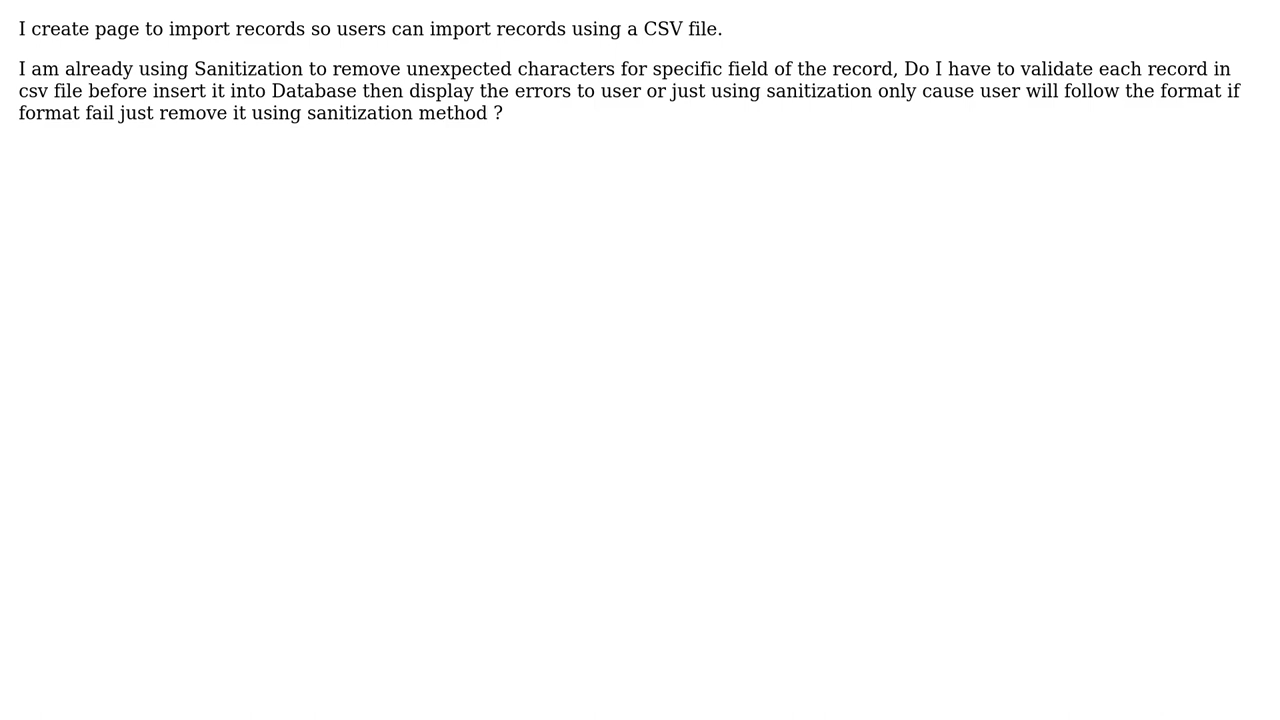 I create page to import records so users can import records using a CSV file.
I am already using Sanitization to remove unexpected characters for specific field of the record, Do I have to validate each record in
csv file before insert it into Database then display the errors to user or just using sanitization only cause user will follow the format if
format fail just remove it using sanitization method ?